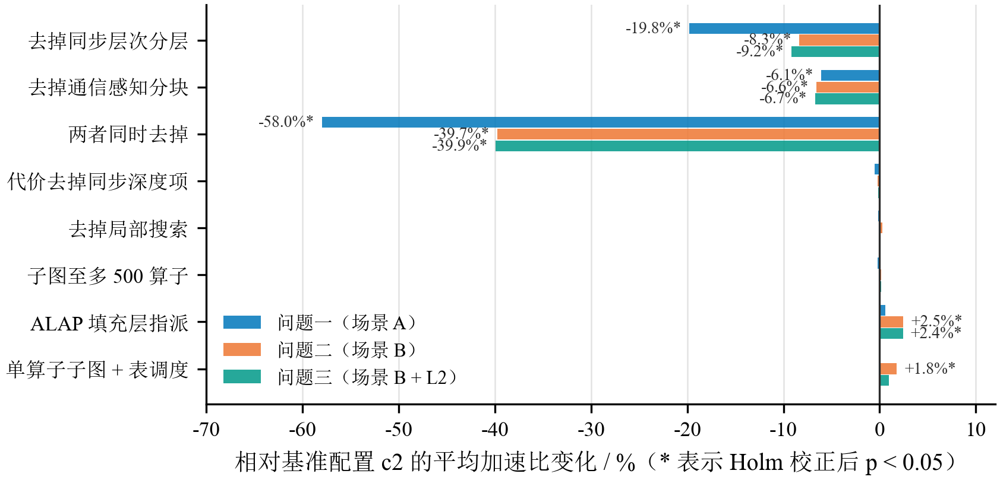 去掉同步层次分层
-19.8%*
-8.3%*
-9.2%*
去掉通信感知分块
-6.1%*
-6.6%*
-6.7%*
两者同时去掉
-58.0%*
-39.7%*
-39.9%*
代价去掉同步深度项
去掉局部搜索
子图至多 500 算子
ALAP 填充层指派
+2.5%*
+2.4%*
单算子子图 + 表调度
+1.8%*
问题一（场景 A）
问题二（场景 B）
问题三（场景 B + L2）
-70 -60 -50 -40 -30 -20 -10 0 10
相对基准配置 c2 的平均加速比变化 / %（* 表示 Holm 校正后 p < 0.05）